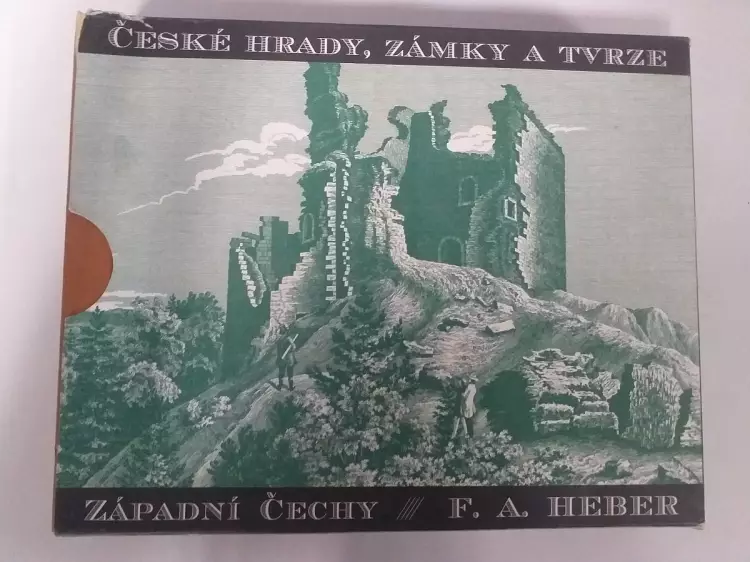 České hrady, zámky a tvrze
Západní Čechy //// F. A. Heber